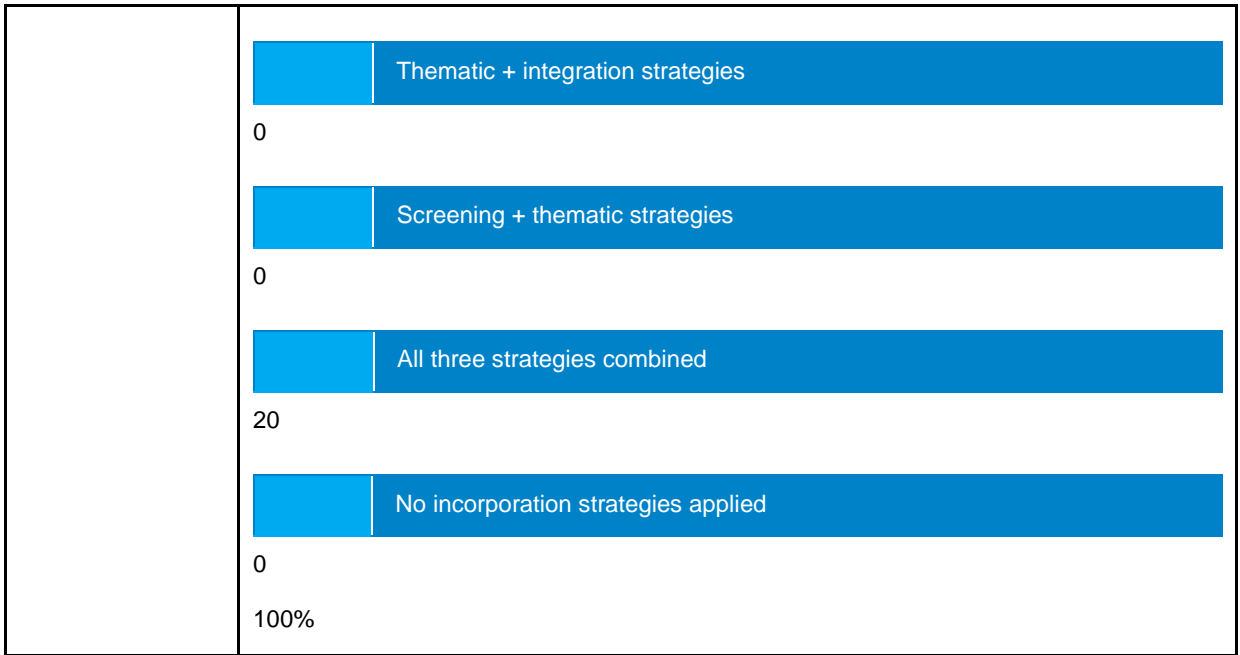 Thematic + integration strategies
0
Screening + thematic strategies
0
All three strategies combined
20
No incorporation strategies applied
0
100%